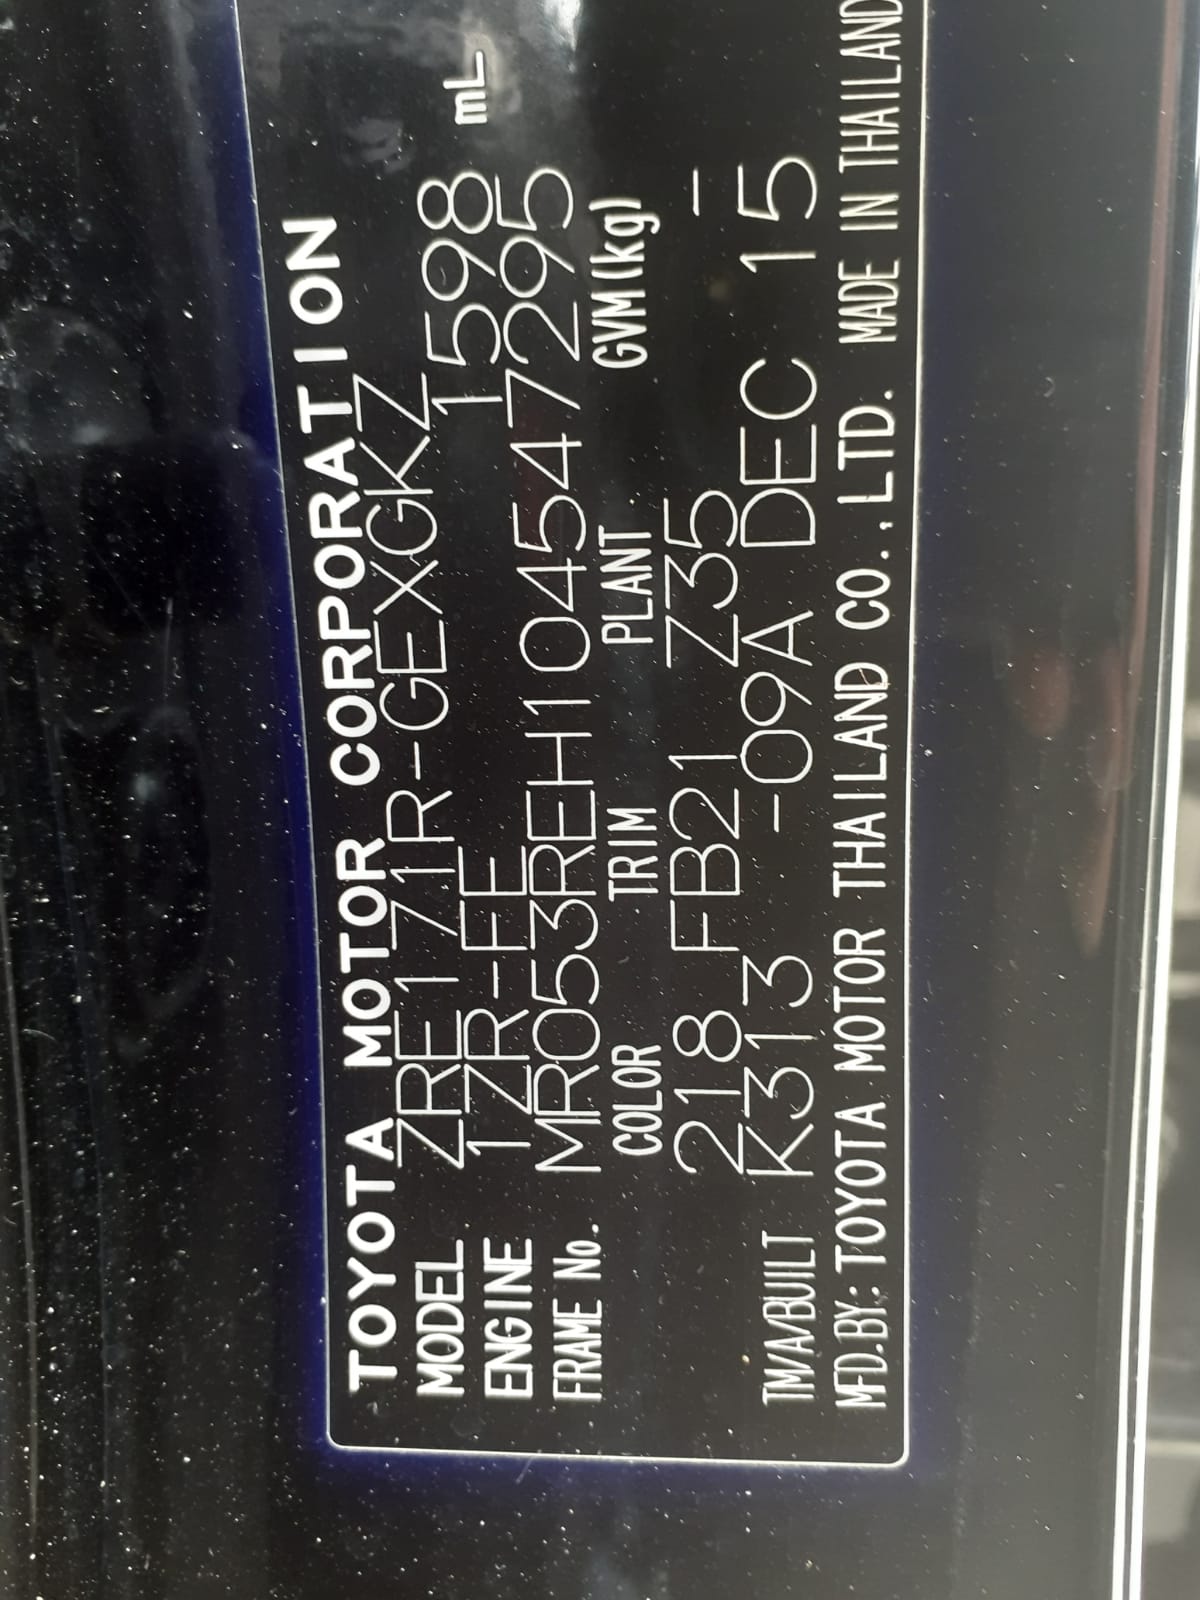 TOYOTA MOTOR CORPORATION
MODEL ZRE171R-GEXGKZ
ENGINE 1ZR-FE 1598 mL
FRAME No. MR053REH104547295
COLOR TRIM PLANT GVM(kg)
218 FB21 Z35 –
TM/A/BUILT K313 -09A DEC 15
MFD.BY: TOYOTA MOTOR THAILAND CO.,LTD. MADE IN THAILAND